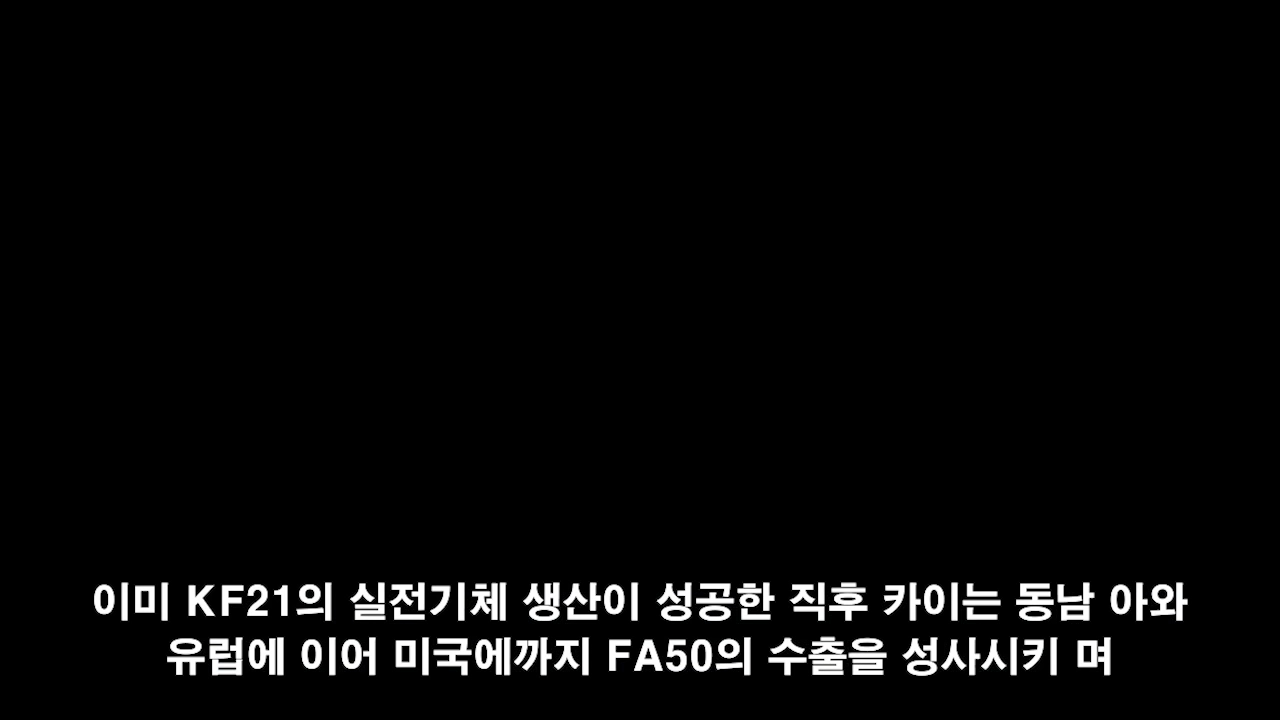 이미 KF21의 실전기체 생산이 성공한 직후 카이는 동남 아와
유럽에 이어 미국에까지 FA50의 수출을 성사시키 며